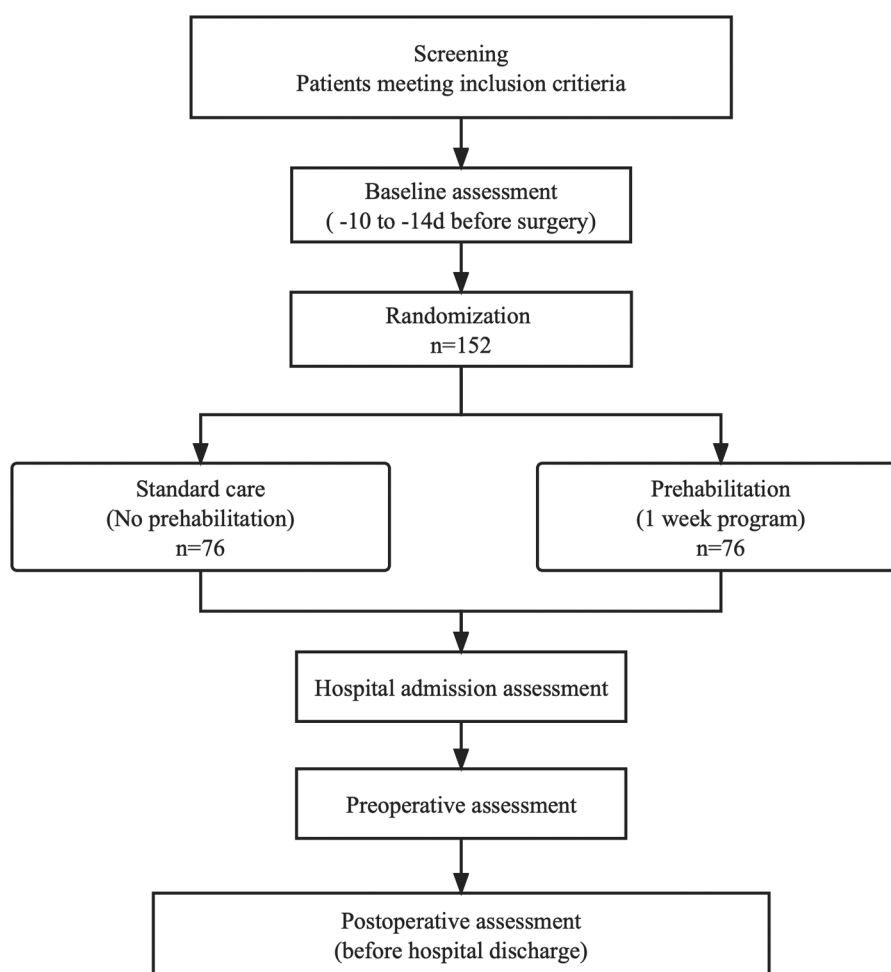 Screening
Patients meeting inclusion critieria
Baseline assessment
( -10 to -14d before surgery)
Randomization
n=152
Standard care
(No prehabilitation)
n=76
Prehabilitation
(1 week program)
n=76
Hospital admission assessment
Preoperative assessment
Postoperative assessment
(before hospital discharge)